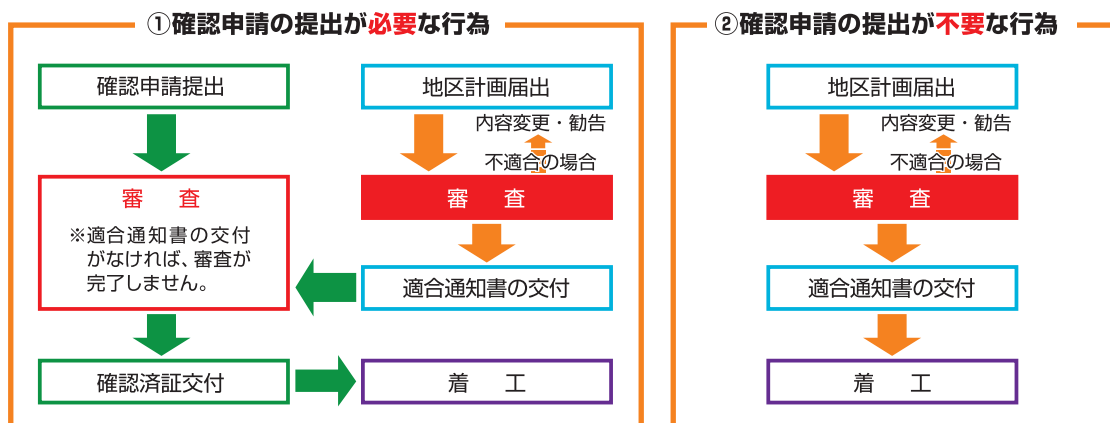 ①確認申請の提出が必要な行為
確認申請提出
審　査
※適合通知書の交付
がなければ、審査が
完了しません。
確認済証交付
地区計画届出
内容変更・勧告
不適合の場合
審　査
適合通知書の交付
着　工
②確認申請の提出が不要な行為
地区計画届出
内容変更・勧告
不適合の場合
審　査
適合通知書の交付
着　工